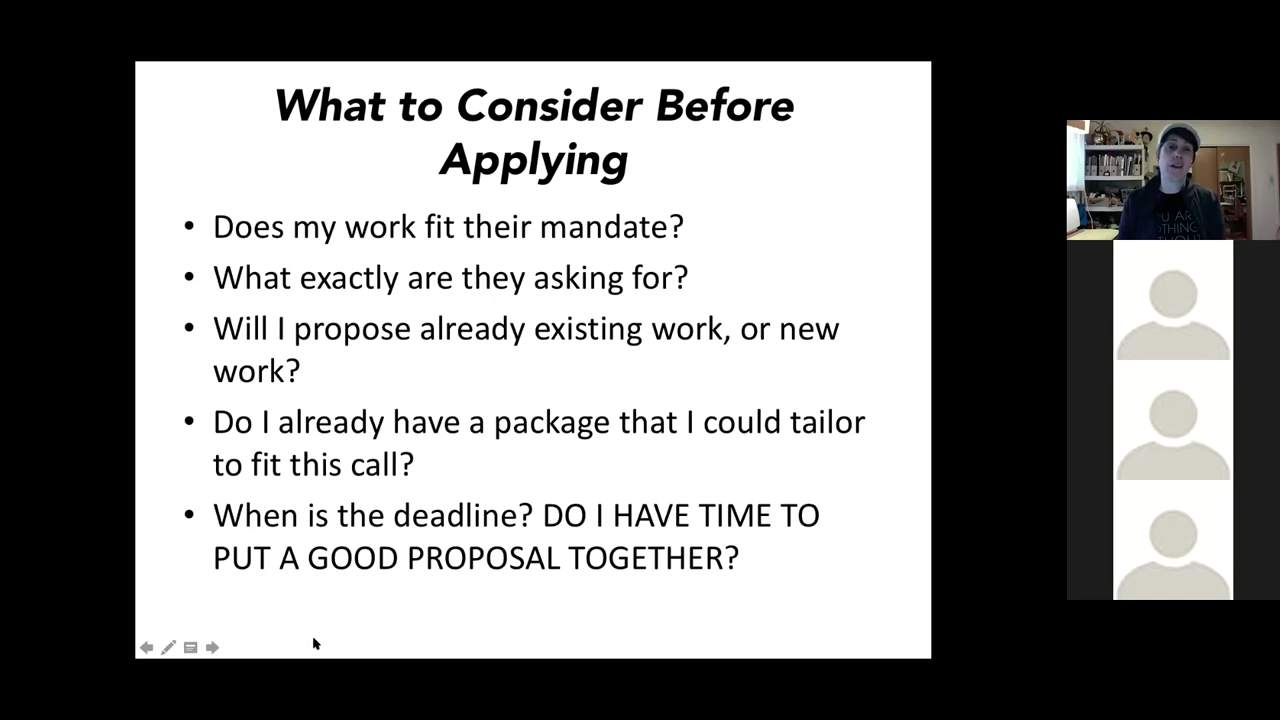 What to Consider Before
Applying
• Does my work fit their mandate?
• What exactly are they asking for?
• Will I propose already existing work, or new
work?
• Do I already have a package that I could tailor
to fit this call?
• When is the deadline? DO I HAVE TIME TO
PUT A GOOD PROPOSAL TOGETHER?